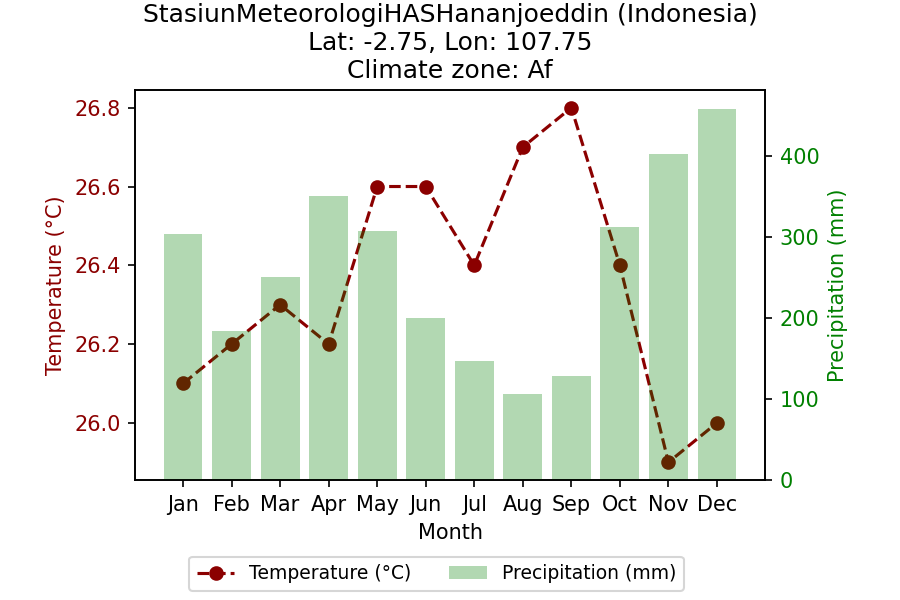 StasiunMeteorologiHASHananjoeddin (Indonesia)
Lat: -2.75, Lon: 107.75
Climate zone: Af
26.8
26.6
26.4
26.2
26.0
Temperature (°C)
400
300
200
100
0
Precipitation (mm)
Jan Feb Mar Apr May Jun Jul Aug Sep Oct Nov Dec
Month
Temperature (°C) Precipitation (mm)